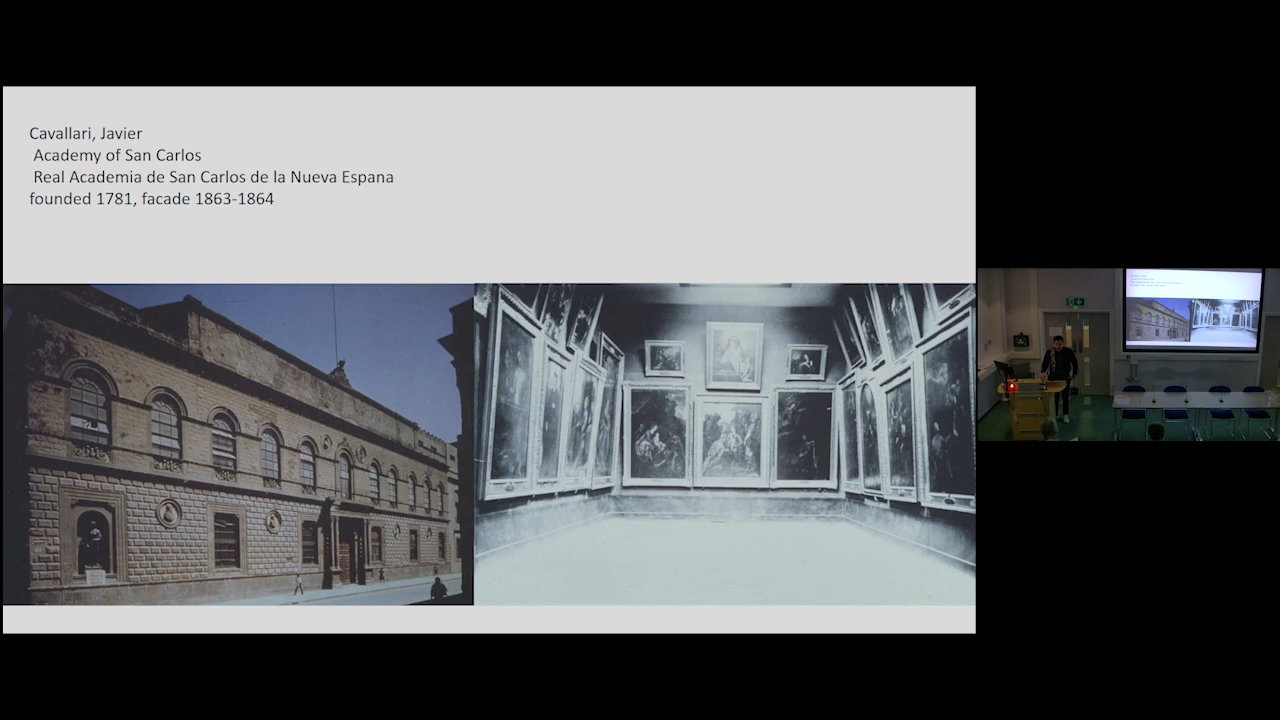 Cavallari, Javier
Academy of San Carlos
Real Academia de San Carlos de la Nueva Espana
founded 1781, facade 1863-1864